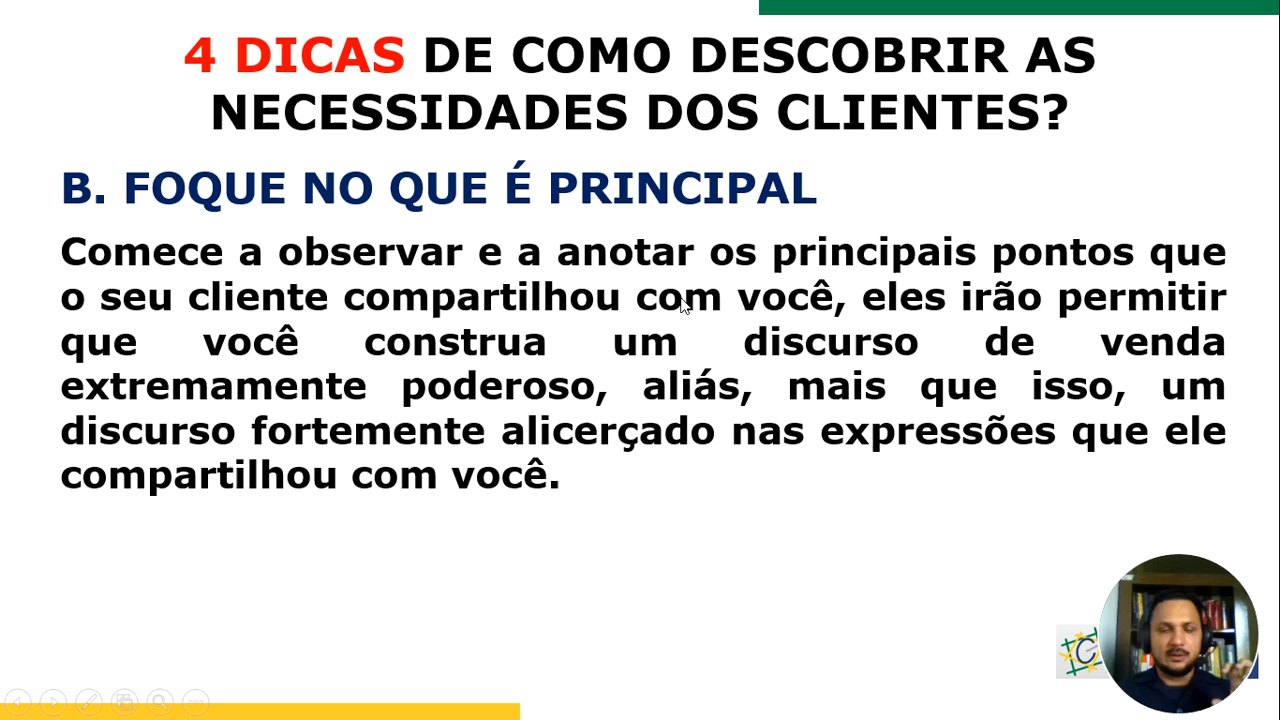 4 DICAS DE COMO DESCOBRIR AS
NECESSIDADES DOS CLIENTES?
B. FOQUE NO QUE É PRINCIPAL
Comece a observar e a anotar os principais pontos que
o seu cliente compartilhou com você, eles irão permitir
que você construa um discurso de venda
extremamente poderoso, aliás, mais que isso, um
discurso fortemente alicerçado nas expressões que ele
compartilhou com você.
C